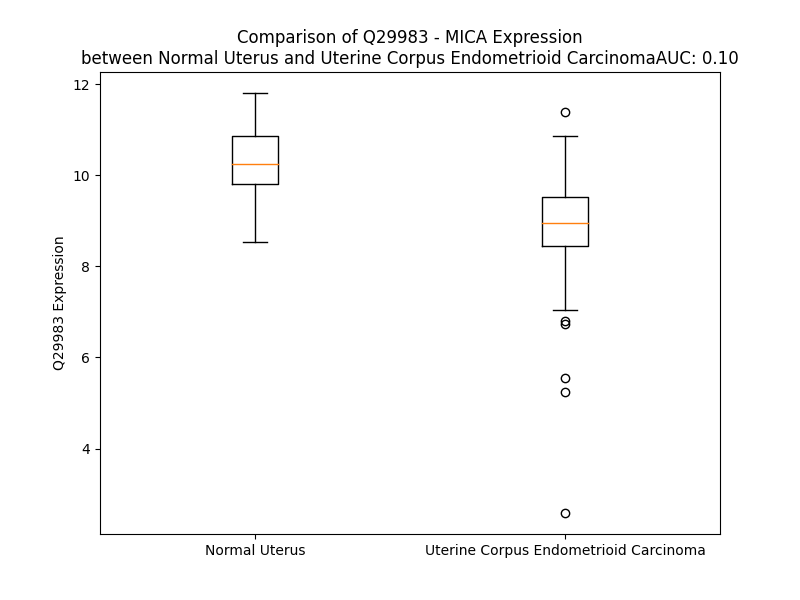 Comparison of Q29983 - MICA Expression
between Normal Uterus and Uterine Corpus Endometrioid CarcinomaAUC: 0.10
12
10
8
6
4
Q29983 Expression
Normal Uterus
Uterine Corpus Endometrioid Carcinoma